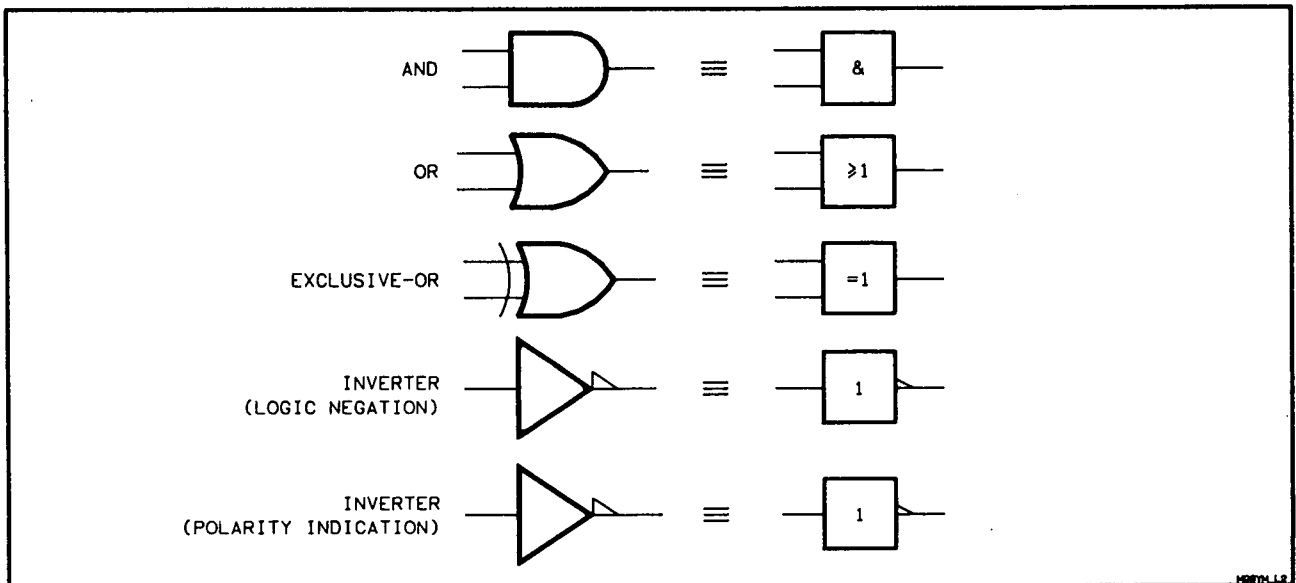 AND
≡
&
OR
≡
≥1
EXCLUSIVE-OR
≡
=1
INVERTER
(LOGIC NEGATION)
≡
1
INVERTER
(POLARITY INDICATION)
≡
1